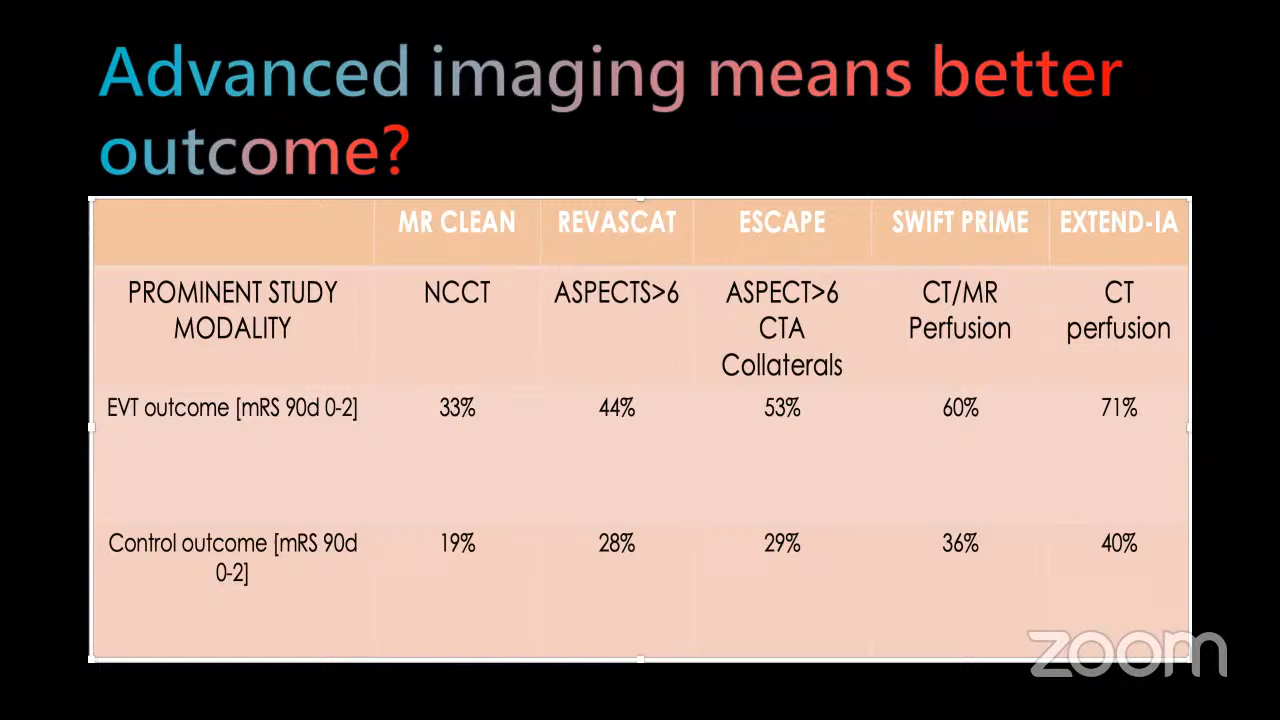 Advanced imaging means better
outcome?
MR CLEAN REVASCAT ESCAPE SWIFT PRIME EXTEND-IA
PROMINENT STUDY MODALITY NCCT ASPECTS>6 ASPECT>6 CTA Collaterals CT/MR Perfusion CT perfusion
EVT outcome [mRS 90d 0-2] 33% 44% 53% 60% 71%
Control outcome [mRS 90d 0-2] 19% 28% 29% 36% 40%
zoom